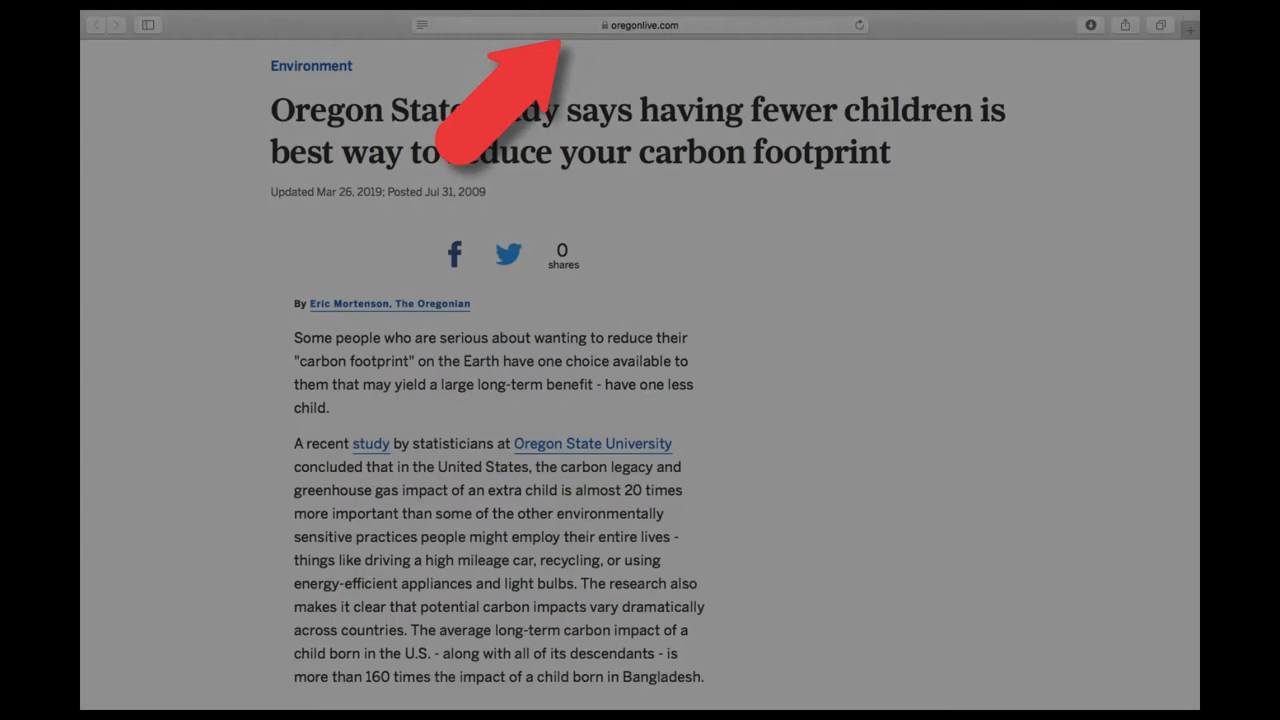 oregonlive.com
Environment
Oregon State says having fewer children is
best way to your carbon footprint
Updated Mar 26, 2019; Posted Jul 31, 2009
0
shares
By Eric Mortenson, The Oregonian
Some people who are serious about wanting to reduce their
"carbon footprint" on the Earth have one choice available to
them that may yield a large long-term benefit - have one less
child.
A recent study by statisticians at Oregon State University
concluded that in the United States, the carbon legacy and
greenhouse gas impact of an extra child is almost 20 times
more important than some of the other environmentally
sensitive practices people might employ their entire lives -
things like driving a high mileage car, recycling, or using
energy-efficient appliances and light bulbs. The research also
makes it clear that potential carbon impacts vary dramatically
across countries. The average long-term carbon impact of a
child born in the U.S. - along with all of its descendants - is
more than 160 times the impact of a child born in Bangladesh.